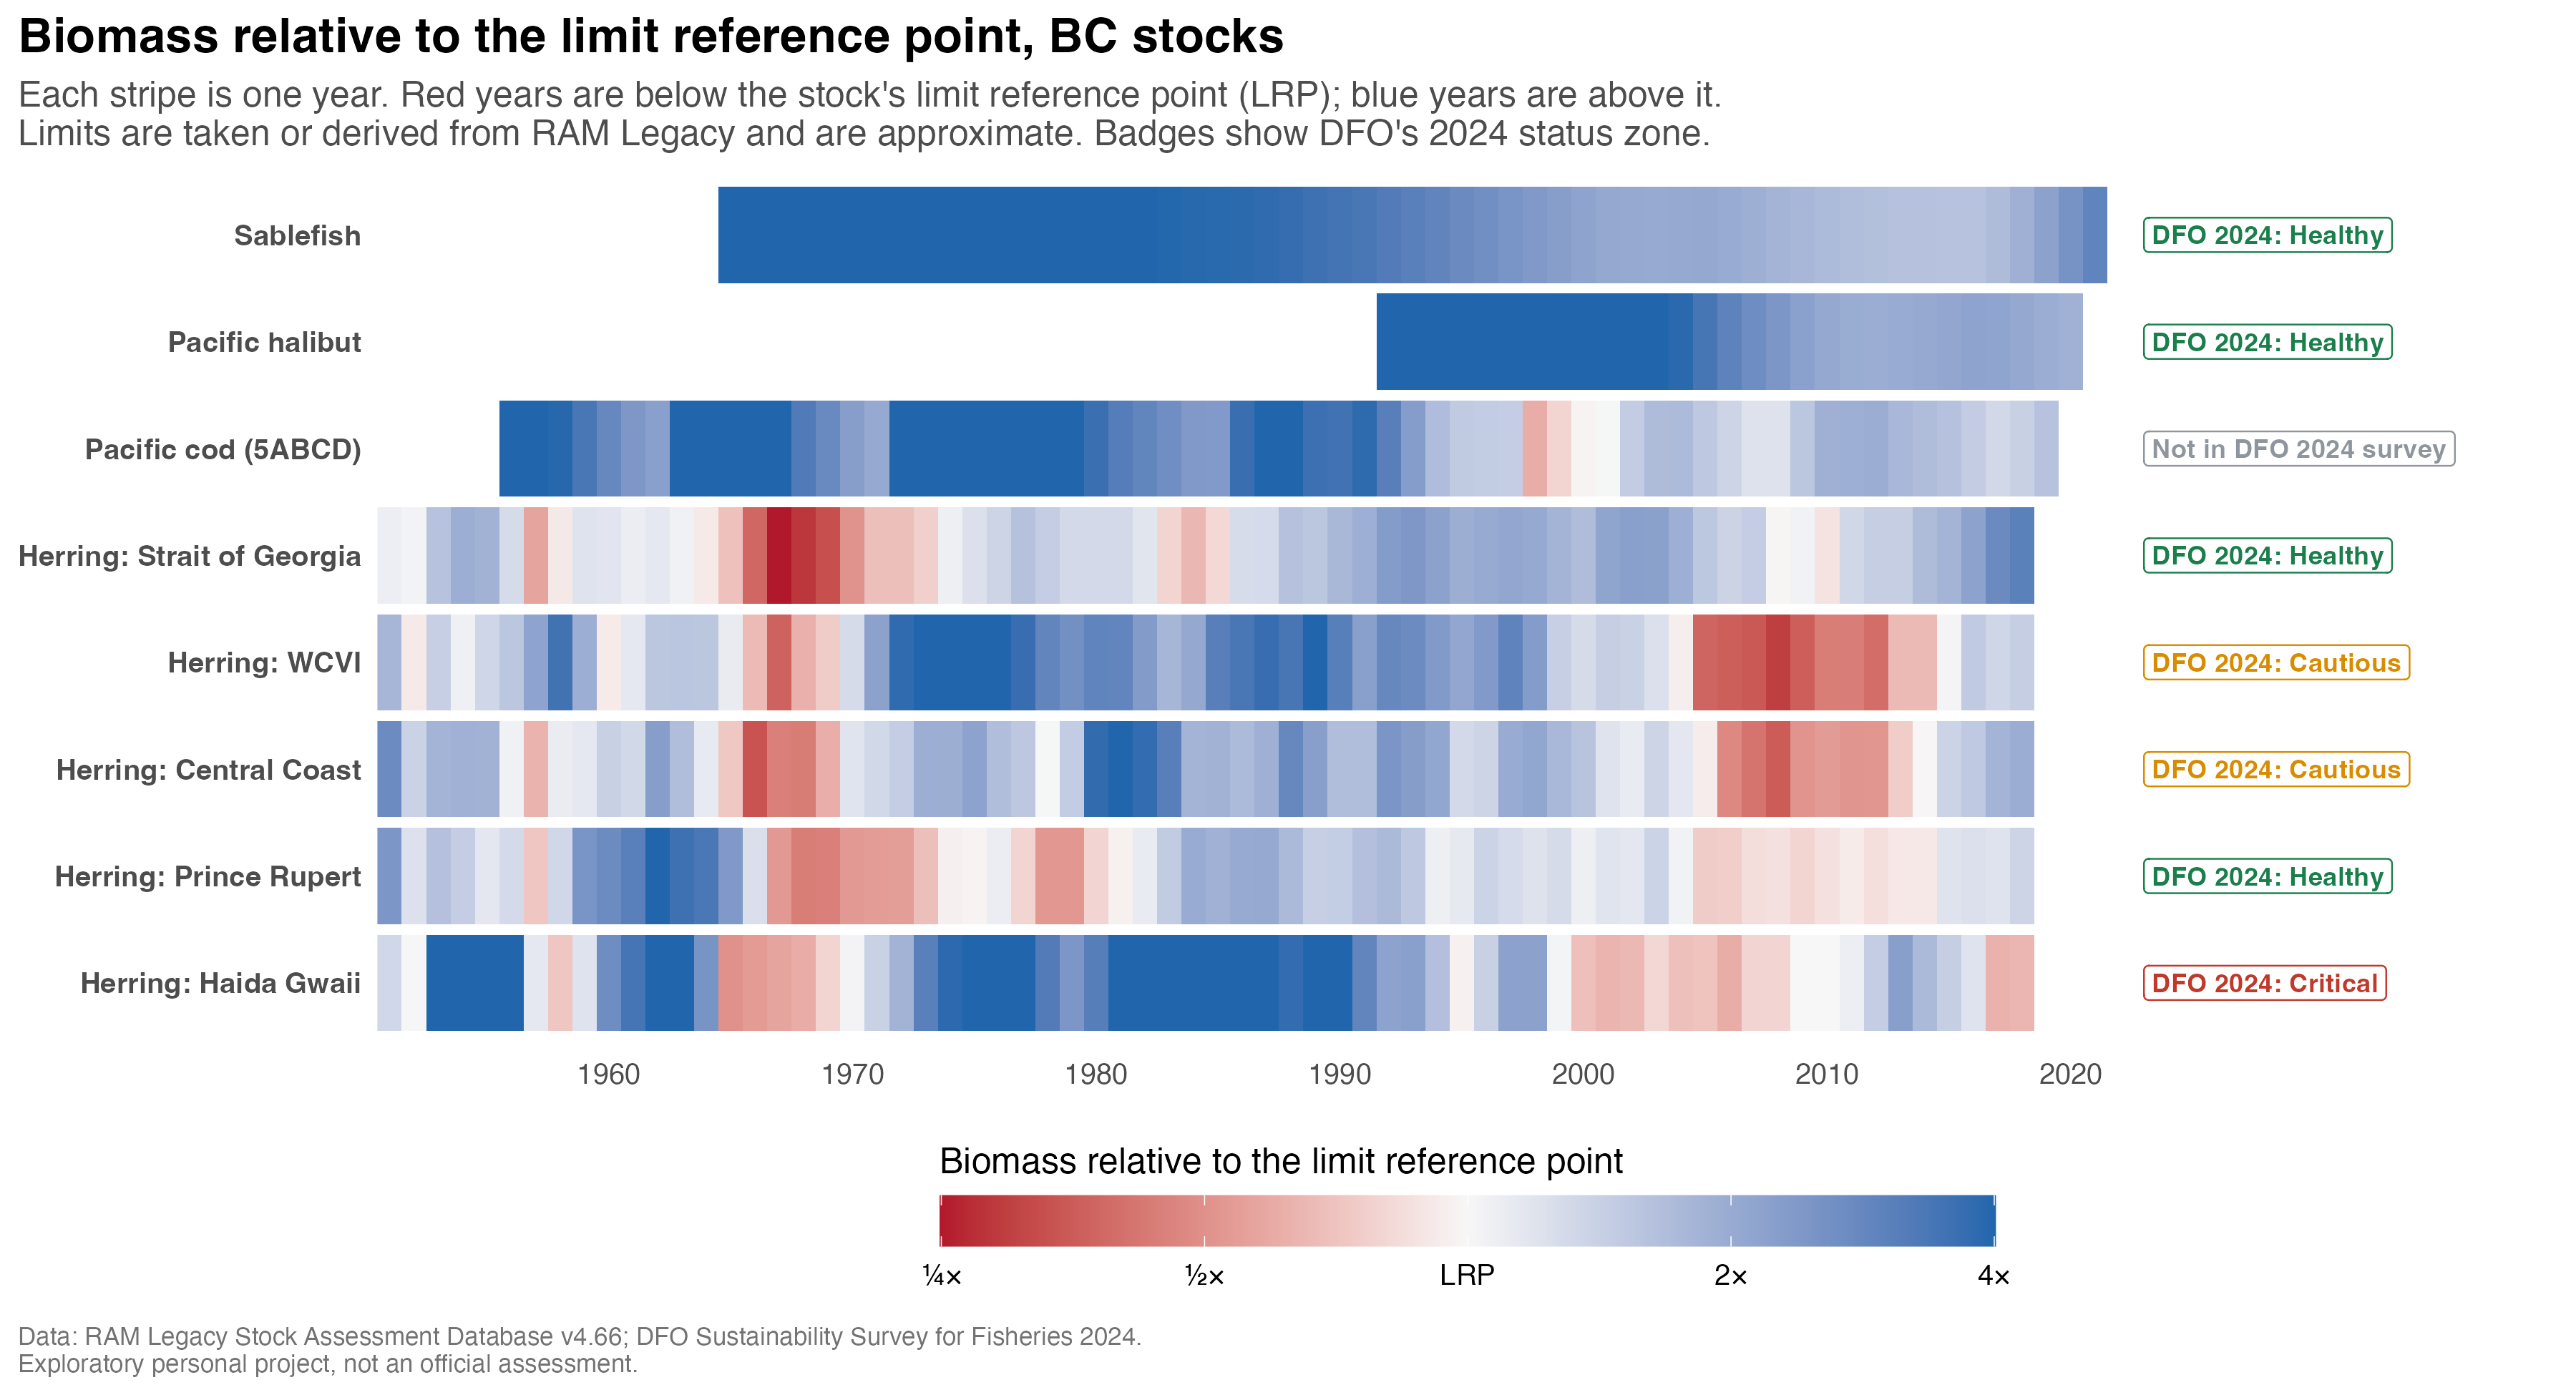 Biomass relative to the limit reference point, BC stocks
Each stripe is one year. Red years are below the stock's limit reference point (LRP); blue years are above it.
Limits are taken or derived from RAM Legacy and are approximate. Badges show DFO's 2024 status zone.
Sablefish
DFO 2024: Healthy
Pacific halibut
DFO 2024: Healthy
Pacific cod (5ABCD)
Not in DFO 2024 survey
Herring: Strait of Georgia
DFO 2024: Healthy
Herring: WCVI
DFO 2024: Cautious
Herring: Central Coast
DFO 2024: Cautious
Herring: Prince Rupert
DFO 2024: Healthy
Herring: Haida Gwaii
DFO 2024: Critical
1960 1970 1980 1990 2000 2010 2020
Biomass relative to the limit reference point
¼× ½× LRP 2× 4×
Data: RAM Legacy Stock Assessment Database v4.66; DFO Sustainability Survey for Fisheries 2024.
Exploratory personal project, not an official assessment.